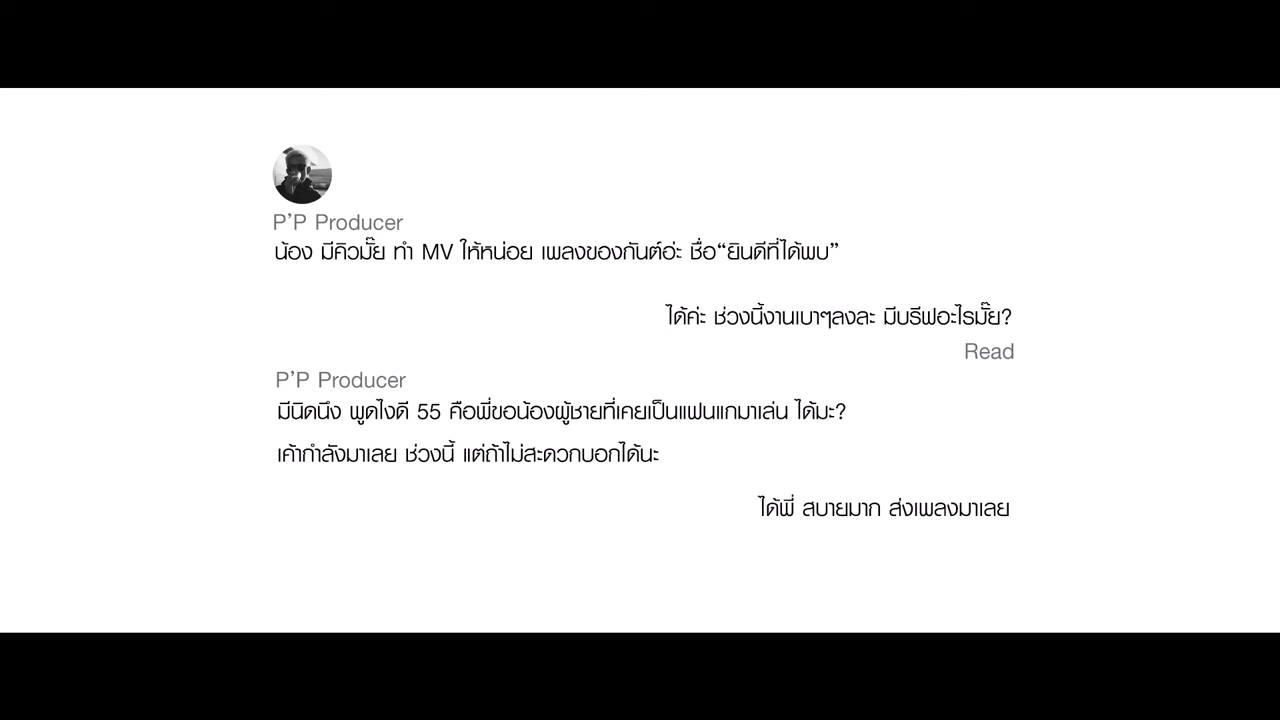 P’P Producer
น้อง มีคิวมั๊ย ทำ MV ให้หน่อย เพลงของกันต์อ่ะ ชื่อ“ยินดีที่ได้พบ”
ได้ค่ะ ช่วงนี้งานเบาๆลงละ มีบรีฟอะไรมั๊ย?
Read
P’P Producer
มีนิดนึง พูดไงดี 55 คือพี่ขอน้องผู้ชายที่เคยเป็นแฟนแกมาเล่น ได้มะ?
เค้ากำลังมาเลย ช่วงนี้ แต่ถ้าไม่สะดวกบอกได้นะ
ได้พี่ สบายมาก ส่งเพลงมาเลย